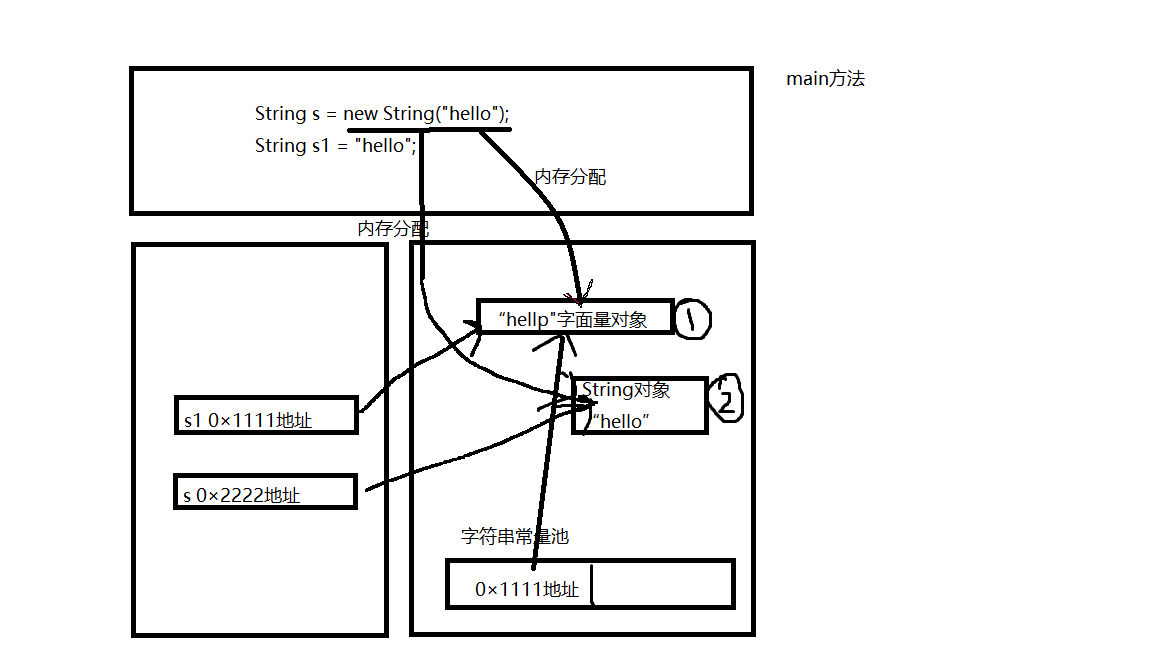 main方法
String s = new String("hello");
String s1 = "hello";
内存分配
内存分配
“hellp"字面量对象
1
String对象
“hello”
2
s1 0×1111地址
s 0×2222地址
字符串常量池
0×1111地址